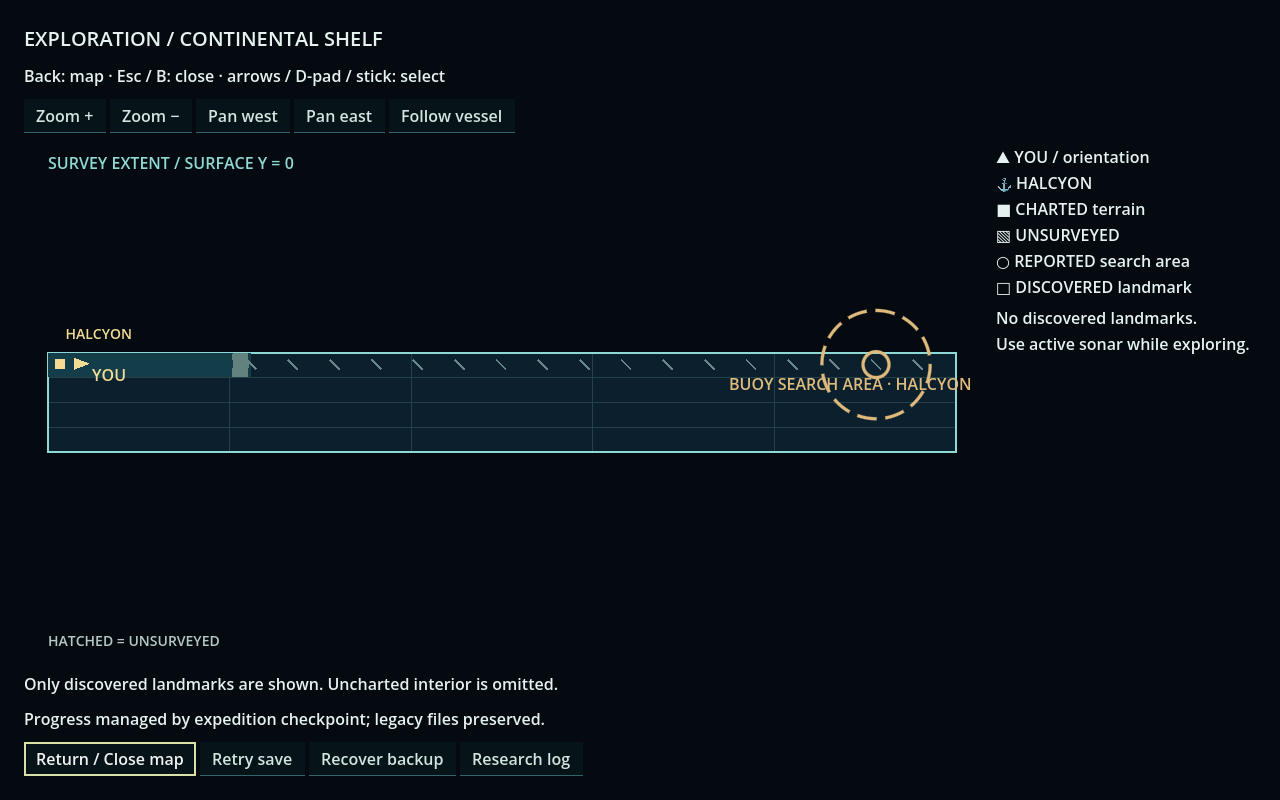 EXPLORATION / CONTINENTAL SHELF
Back: map · Esc / B: close · arrows / D-pad / stick: select
Zoom + Zoom − Pan west Pan east Follow vessel
SURVEY EXTENT / SURFACE Y = 0
▲ YOU / orientation
⚓ HALCYON
■ CHARTED terrain
▧ UNSURVEYED
○ REPORTED search area
□ DISCOVERED landmark
No discovered landmarks.
Use active sonar while exploring.
HALCYON
YOU
BUOY SEARCH AREA · HALCYON
HATCHED = UNSURVEYED
Only discovered landmarks are shown. Uncharted interior is omitted.
Progress managed by expedition checkpoint; legacy files preserved.
Return / Close map Retry save Recover backup Research log